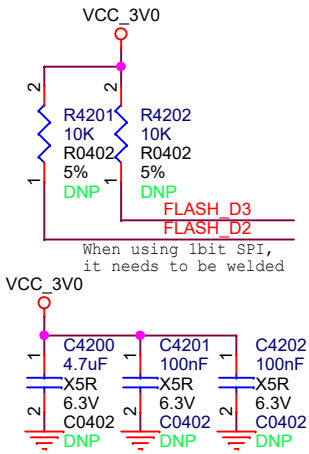 VCC_3V0
2
2
R4201
R4202
10K
10K
R0402
R0402
5%
5%
1
1
DNP
DNP
FLASH_D3
FLASH_D2
When using 1bit SPI,
it needs to be welded
VCC_3V0
C4200
C4201
C4202
1
4.7uF
1
100nF
1
100nF
X5R
X5R
X5R
2
6.3V
2
6.3V
2
6.3V
C0402
C0402
C0402
DNP
DNP
DNP